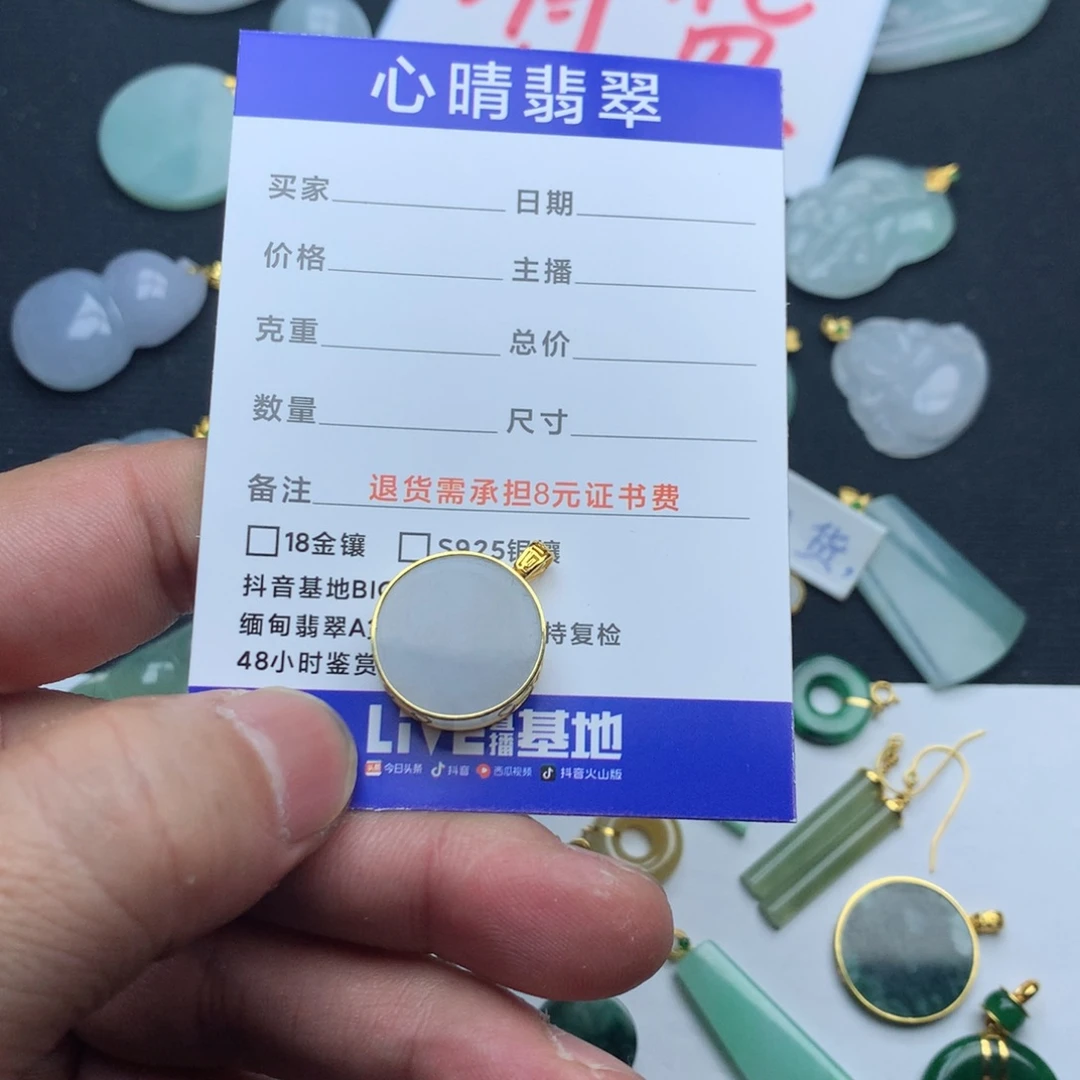 心晴翡翠
买家 日期
价格 主播
克重 总价
数量 尺寸
备注 退货需承担8元证书费
18金镶 S925银镶
抖音基地BIC
缅甸翡翠A 持复检
48小时鉴赏
LiVE 基地
今日头条 抖音 西瓜视频 抖音火山版
货,